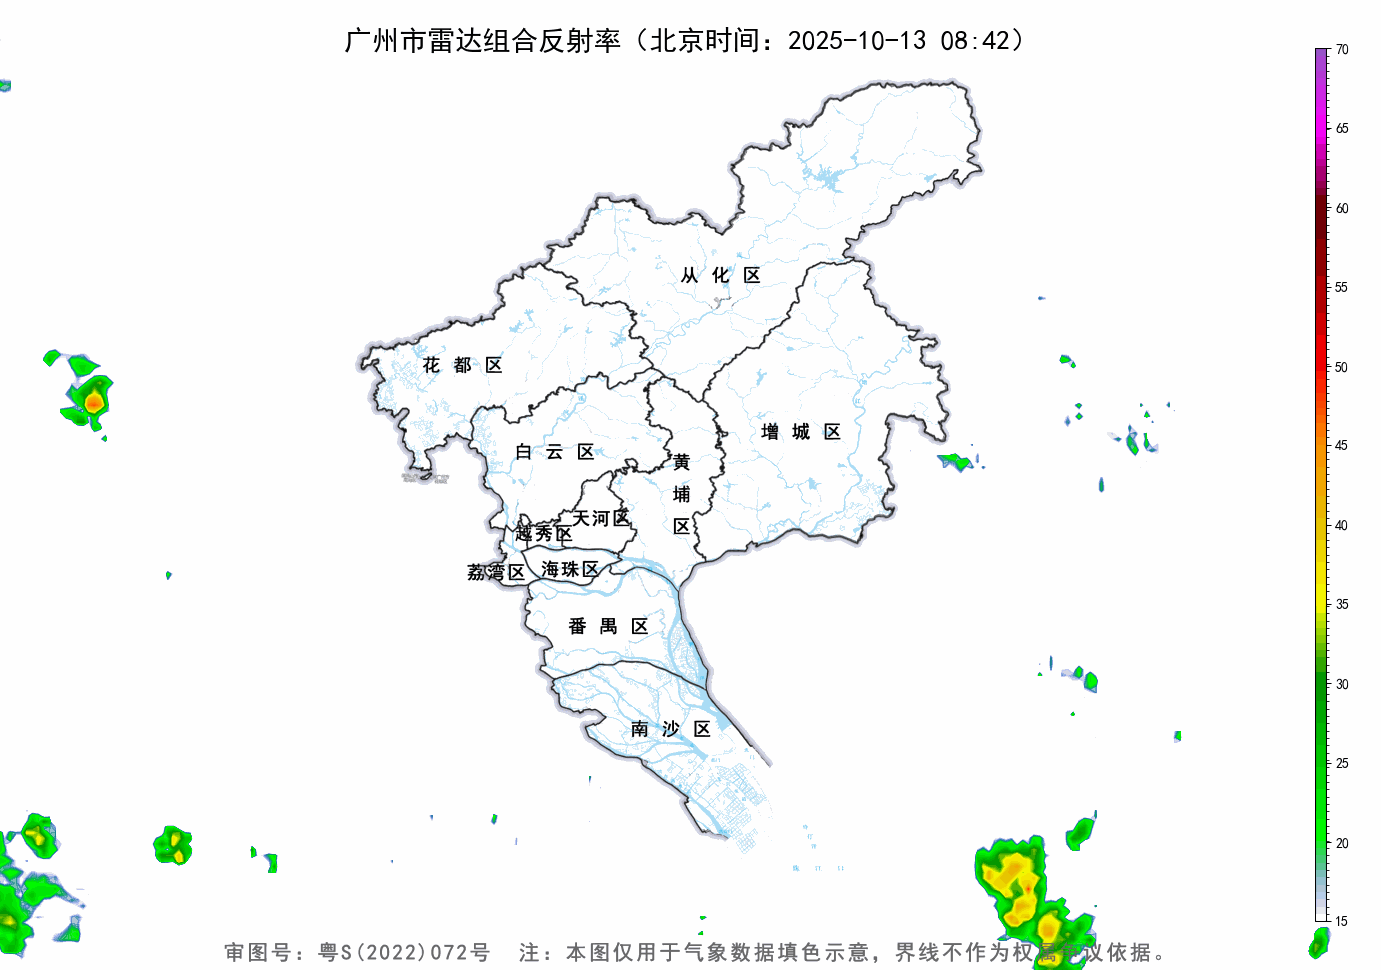 广州市雷达组合反射率（北京时间：2025-10-13 08:42）
70
65
60
55
50
45
40
35
30
25
20
15
从化区
花都区
增城区
白云区
黄埔区
天河区
越秀区
荔湾区
海珠区
番禺区
南沙区
审图号：粤S(2022)072号 注：本图仅用于气象数据填色示意，界线不作为权属争议依据。